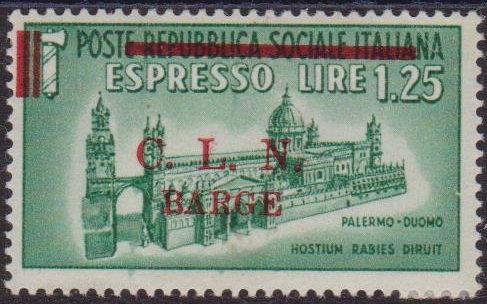 POSTE REPUBBLICA SOCIALE ITALIANA
ESPRESSO LIRE 1.25
C. L. N.
BARGE
PALERMO-DUOMO
HOSTIUM RABIES DIRUIT